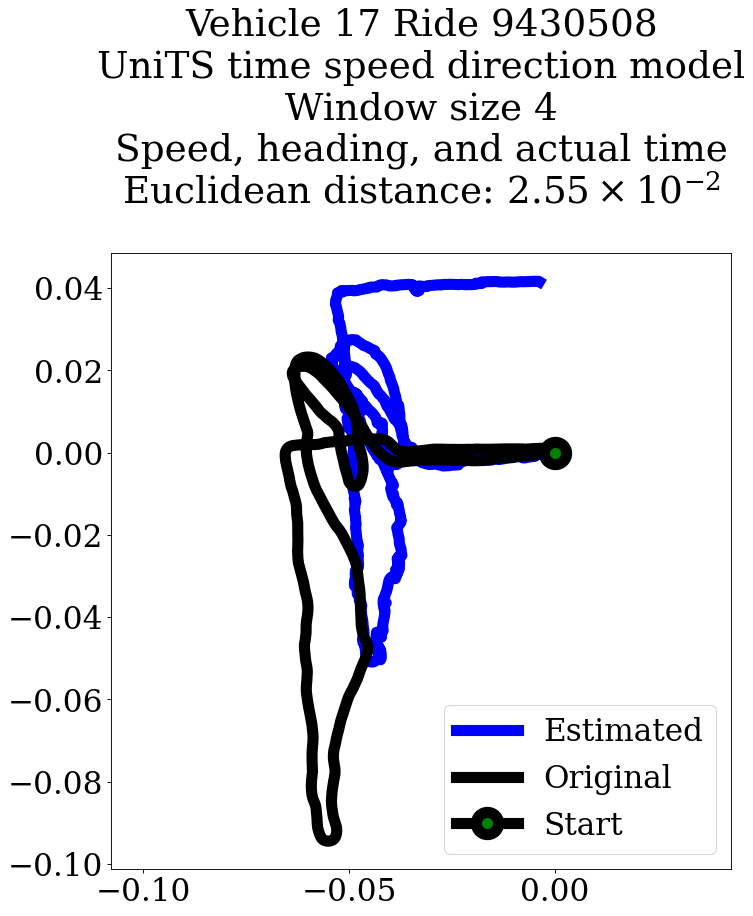 Vehicle 17 Ride 9430508
UniTS time speed direction model
Window size 4
Speed, heading, and actual time
Euclidean distance: 2.55 × 10⁻²
0.04
0.02
0.00
−0.02
−0.04
−0.06
−0.08
−0.10
Estimated
Original
Start
−0.10 −0.05 0.00